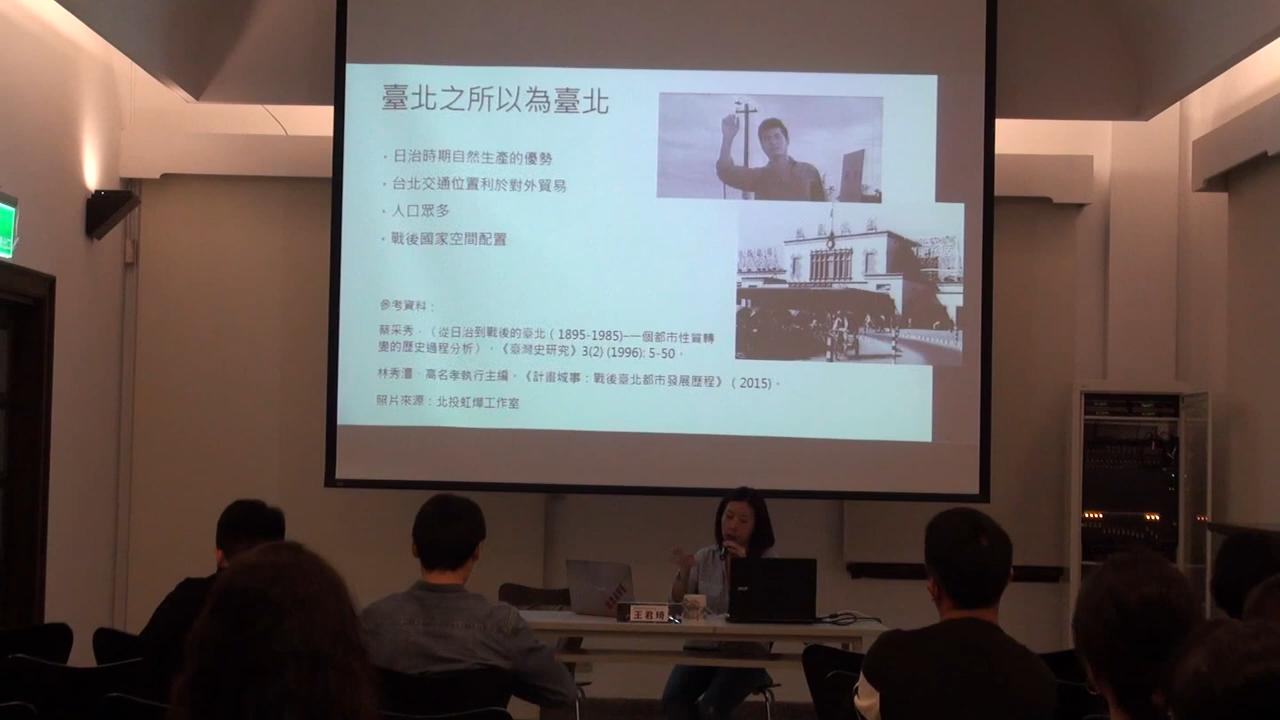 臺北之所以為臺北
• 日治時期自然生產的優勢
• 台北交通位置利於對外貿易
• 人口眾多
• 戰後國家空間配置
參考資料：
蔡采秀，〈從日治到戰後的臺北（1895-1985)–一個都市性質轉
變的歷史過程分析〉，《臺灣史研究》3(2) (1996): 5-50。
林秀澧、高名孝執行主編，《計畫城事：戰後臺北都市發展歷程》（2015)。
照片來源：北投虹燁工作室
王君琦
acer